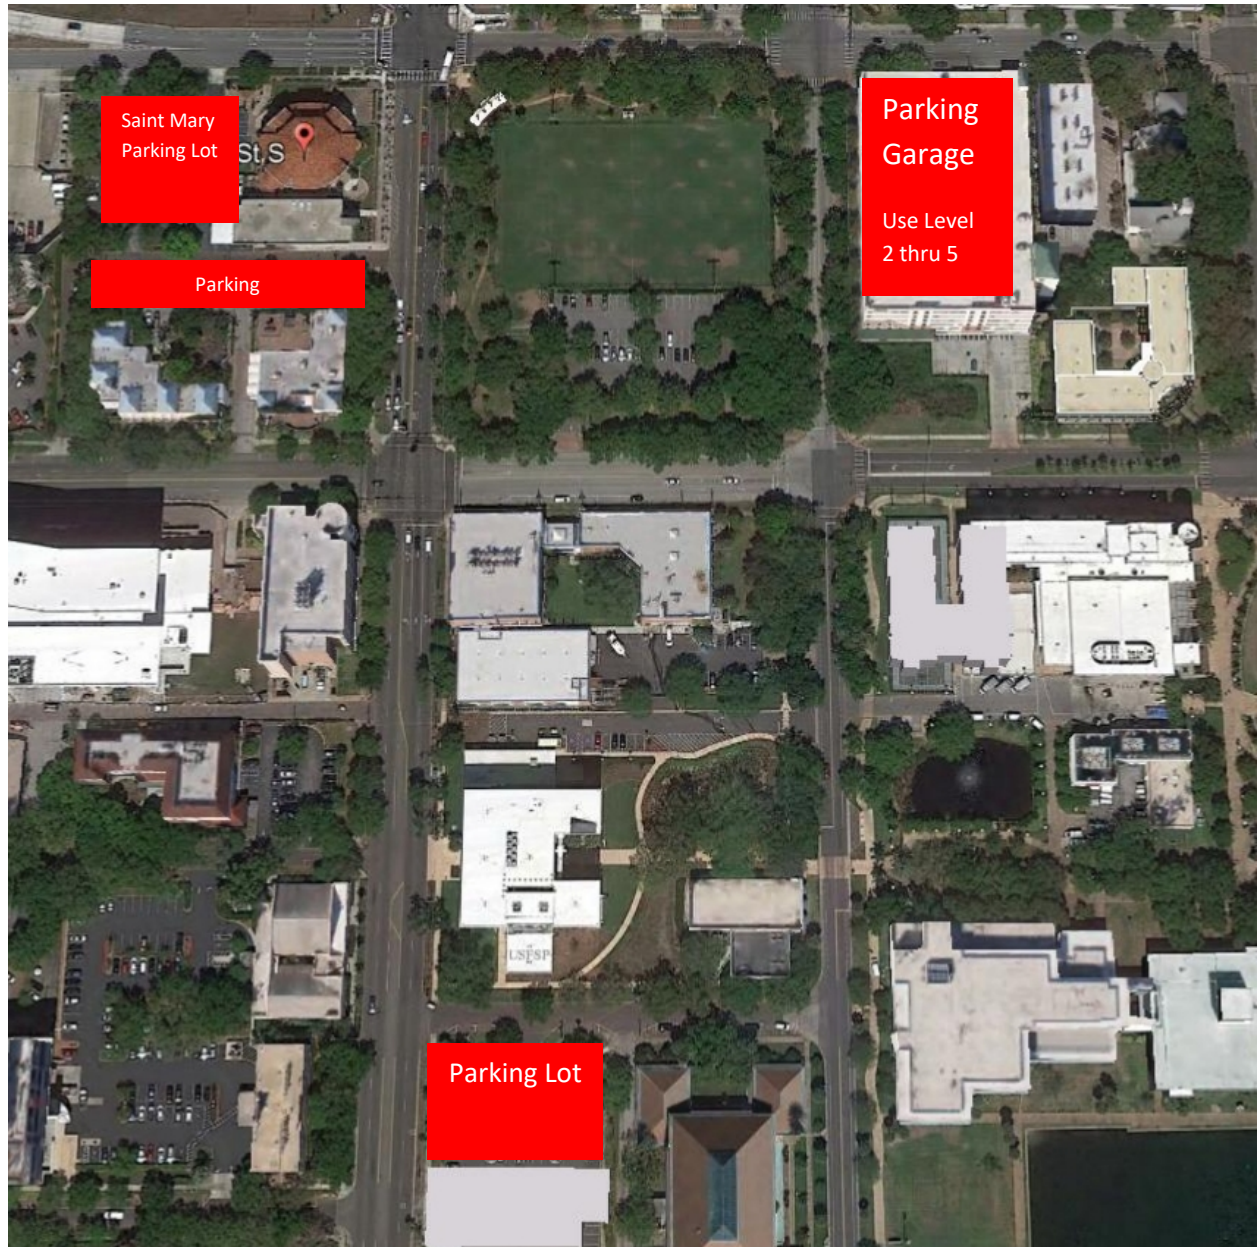 Saint Mary
Parking Lot
St, S
Parking
Garage
Use Level
2 thru 5
Parking
USFSP
Parking Lot